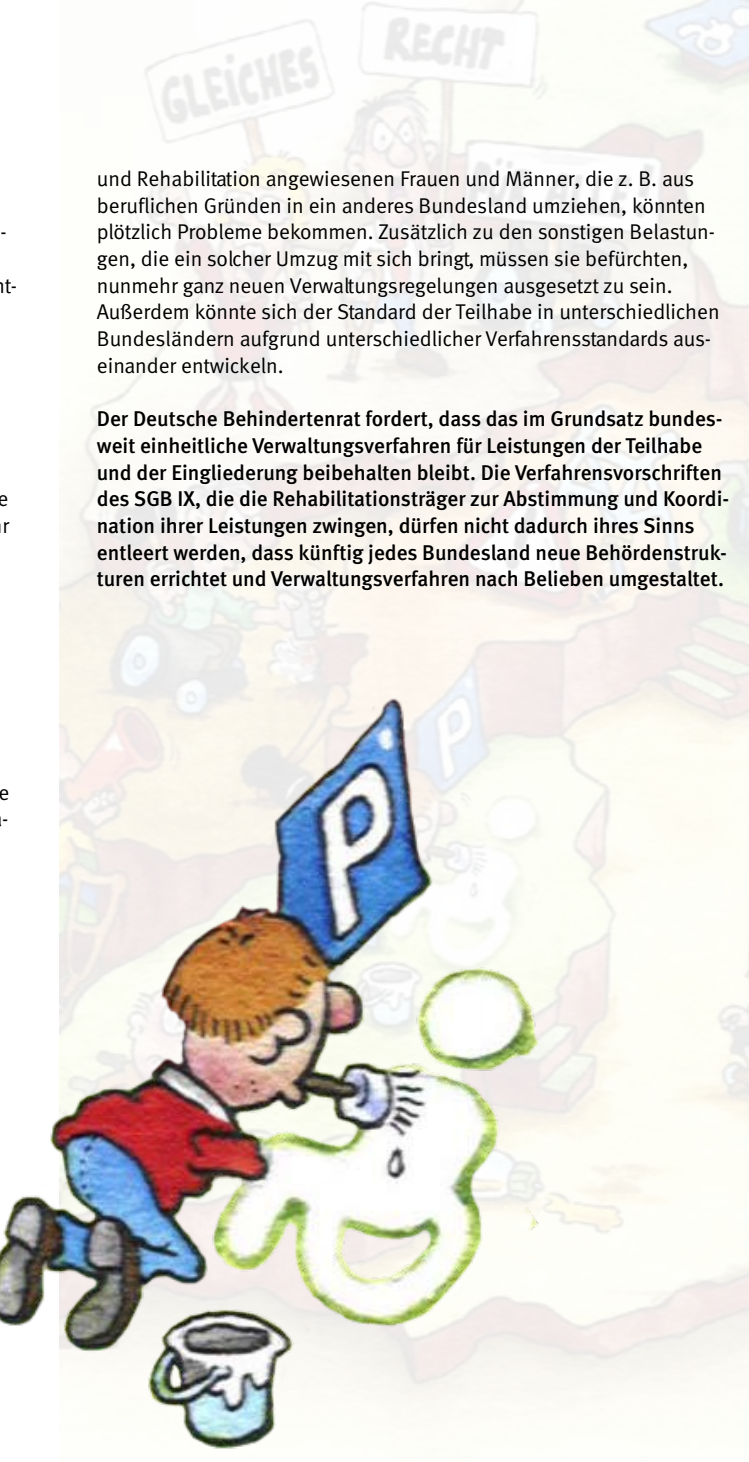 GLEICHES
RECHT
und Rehabilitation angewiesenen Frauen und Männer, die z. B. aus
beruflichen Gründen in ein anderes Bundesland umziehen, könnten
plötzlich Probleme bekommen. Zusätzlich zu den sonstigen Belastun-
gen, die ein solcher Umzug mit sich bringt, müssen sie befürchten,
nunmehr ganz neuen Verwaltungsregelungen ausgesetzt zu sein.
Außerdem könnte sich der Standard der Teilhabe in unterschiedlichen
Bundesländern aufgrund unterschiedlicher Verfahrensstandards aus-
einander entwickeln.
Der Deutsche Behindertenrat fordert, dass das im Grundsatz bundes-
weit einheitliche Verwaltungsverfahren für Leistungen der Teilhabe
und der Eingliederung beibehalten bleibt. Die Verfahrensvorschriften
des SGB IX, die die Rehabilitationsträger zur Abstimmung und Koordi-
nation ihrer Leistungen zwingen, dürfen nicht dadurch ihres Sinns
entleert werden, dass künftig jedes Bundesland neue Behördenstruk-
turen errichtet und Verwaltungsverfahren nach Belieben umgestaltet.
P
P